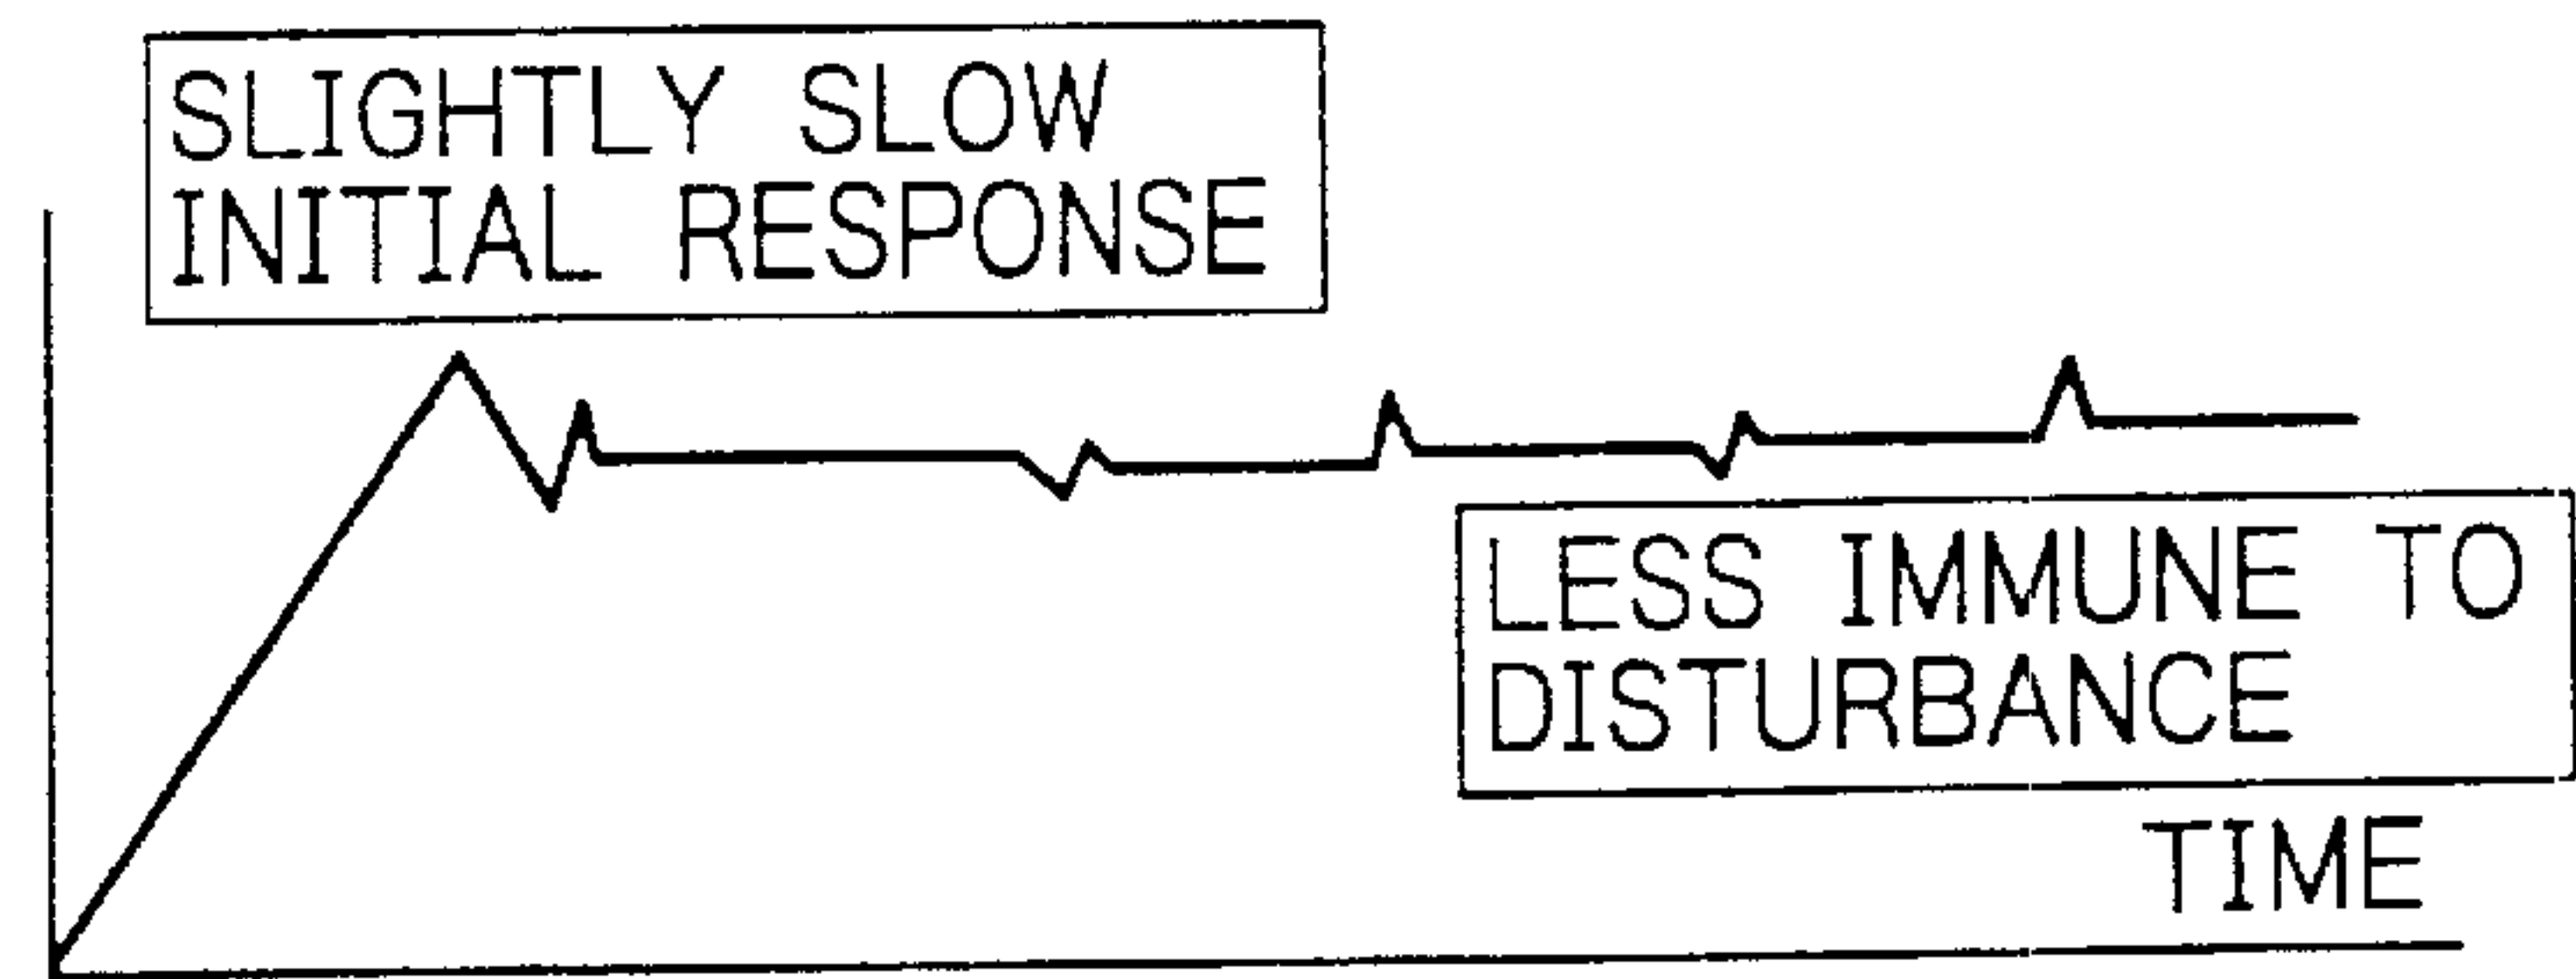 SLIGHTLY SLOW
INITIAL RESPONSE
LESS IMMUNE TO
DISTURBANCE
TIME